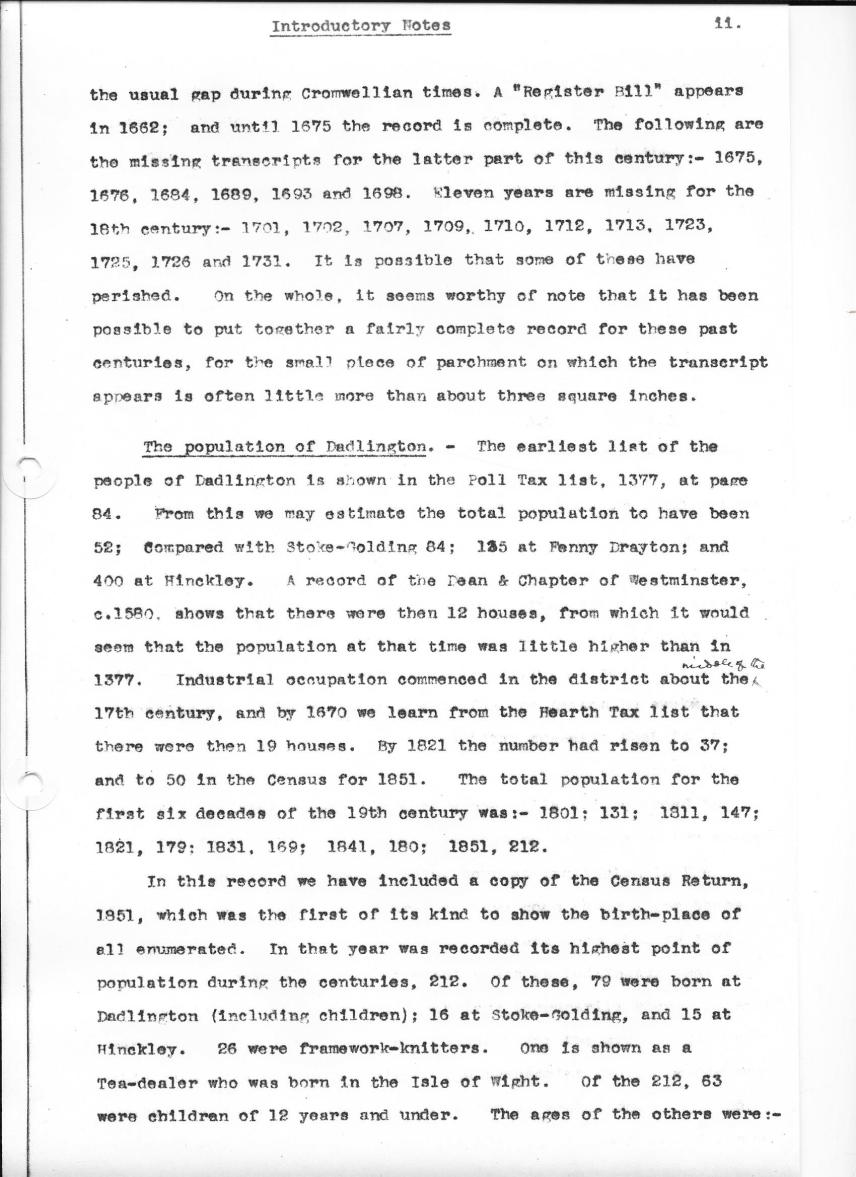 Introductory Notes
ii.
the usual gap during Cromwellian times. A "Register Bill" appears
in 1662; and until 1675 the record is complete. The following are
the missing transcripts for the latter part of this century:- 1675,
1676, 1684, 1689, 1693 and 1698. Eleven years are missing for the
18th century:- 1701, 1702, 1707, 1709, 1710, 1712, 1713, 1723,
1725, 1726 and 1731. It is possible that some of these have
perished. On the whole, it seems worthy of note that it has been
possible to put together a fairly complete record for these past
centuries, for the small piece of parchment on which the transcript
appears is often little more than about three square inches.
The population of Dadlington. - The earliest list of the
people of Dadlington is shown in the Poll Tax list, 1377, at page
84. From this we may estimate the total population to have been
52; Compared with Stoke-Golding 84; 135 at Fenny Drayton; and
400 at Hinckley. A record of the Dean & Chapter of Westminster,
c.1580, shows that there were then 12 houses, from which it would
seem that the population at that time was little higher than in
middle of the
1377. Industrial occupation commenced in the district about the
17th century, and by 1670 we learn from the Hearth Tax list that
there were then 19 houses. By 1821 the number had risen to 37;
and to 50 in the Census for 1851. The total population for the
first six decades of the 19th century was:- 1801: 131; 1811, 147;
1821, 179: 1831, 169; 1841, 180; 1851, 212.
In this record we have included a copy of the Census Return,
1851, which was the first of its kind to show the birth-place of
all enumerated. In that year was recorded its highest point of
population during the centuries, 212. Of these, 79 were born at
Dadlington (including children); 16 at Stoke-Golding, and 15 at
Hinckley. 26 were framework-knitters. One is shown as a
Tea-dealer who was born in the Isle of Wight. Of the 212, 63
were children of 12 years and under. The ages of the others were:-